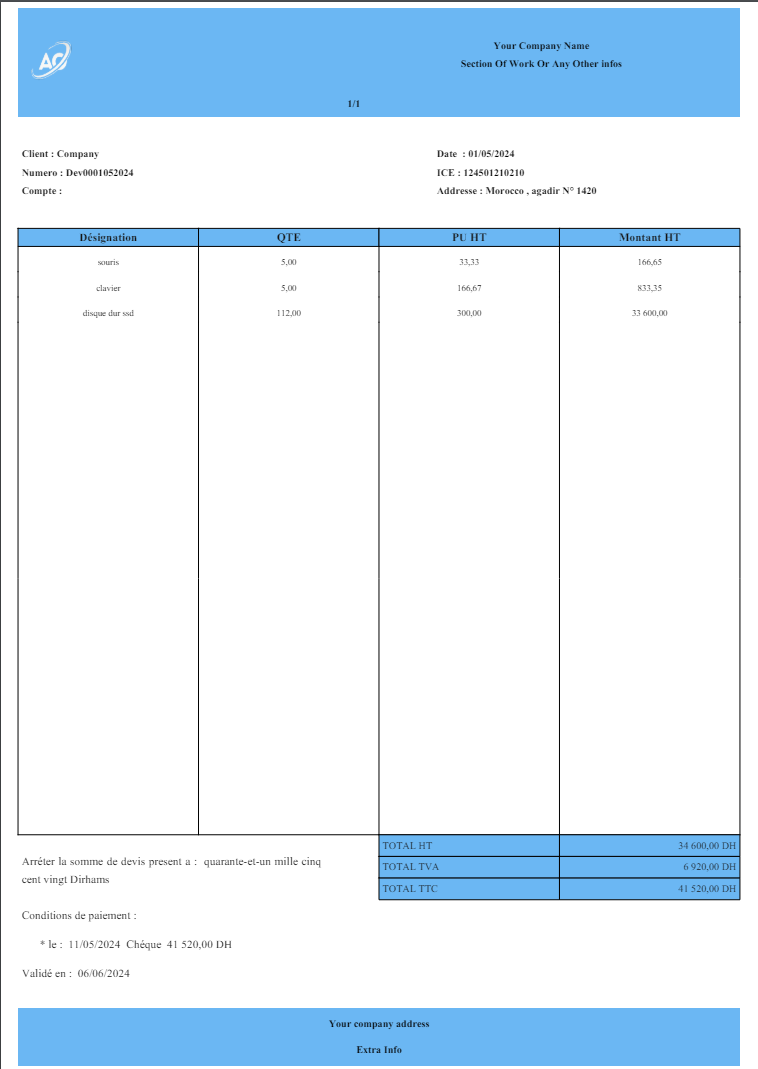 AC
Your Company Name
Section Of Work Or Any Other infos
1/1
Client : Company
Date : 01/05/2024
Numero : Dev0001052024
ICE : 124501210210
Compte :
Addresse : Morocco , agadir N° 1420
Désignation QTE PU HT Montant HT
souris 5,00 33,33 166,65
clavier 5,00 166,67 833,35
disque dur ssd 112,00 300,00 33 600,00
TOTAL HT 34 600,00 DH
TOTAL TVA 6 920,00 DH
TOTAL TTC 41 520,00 DH
Arréter la somme de devis present a : quarante-et-un mille cinq
cent vingt Dirhams
Conditions de paiement :
* le : 11/05/2024 Chéque 41 520,00 DH
Validé en : 06/06/2024
Your company address
Extra Info